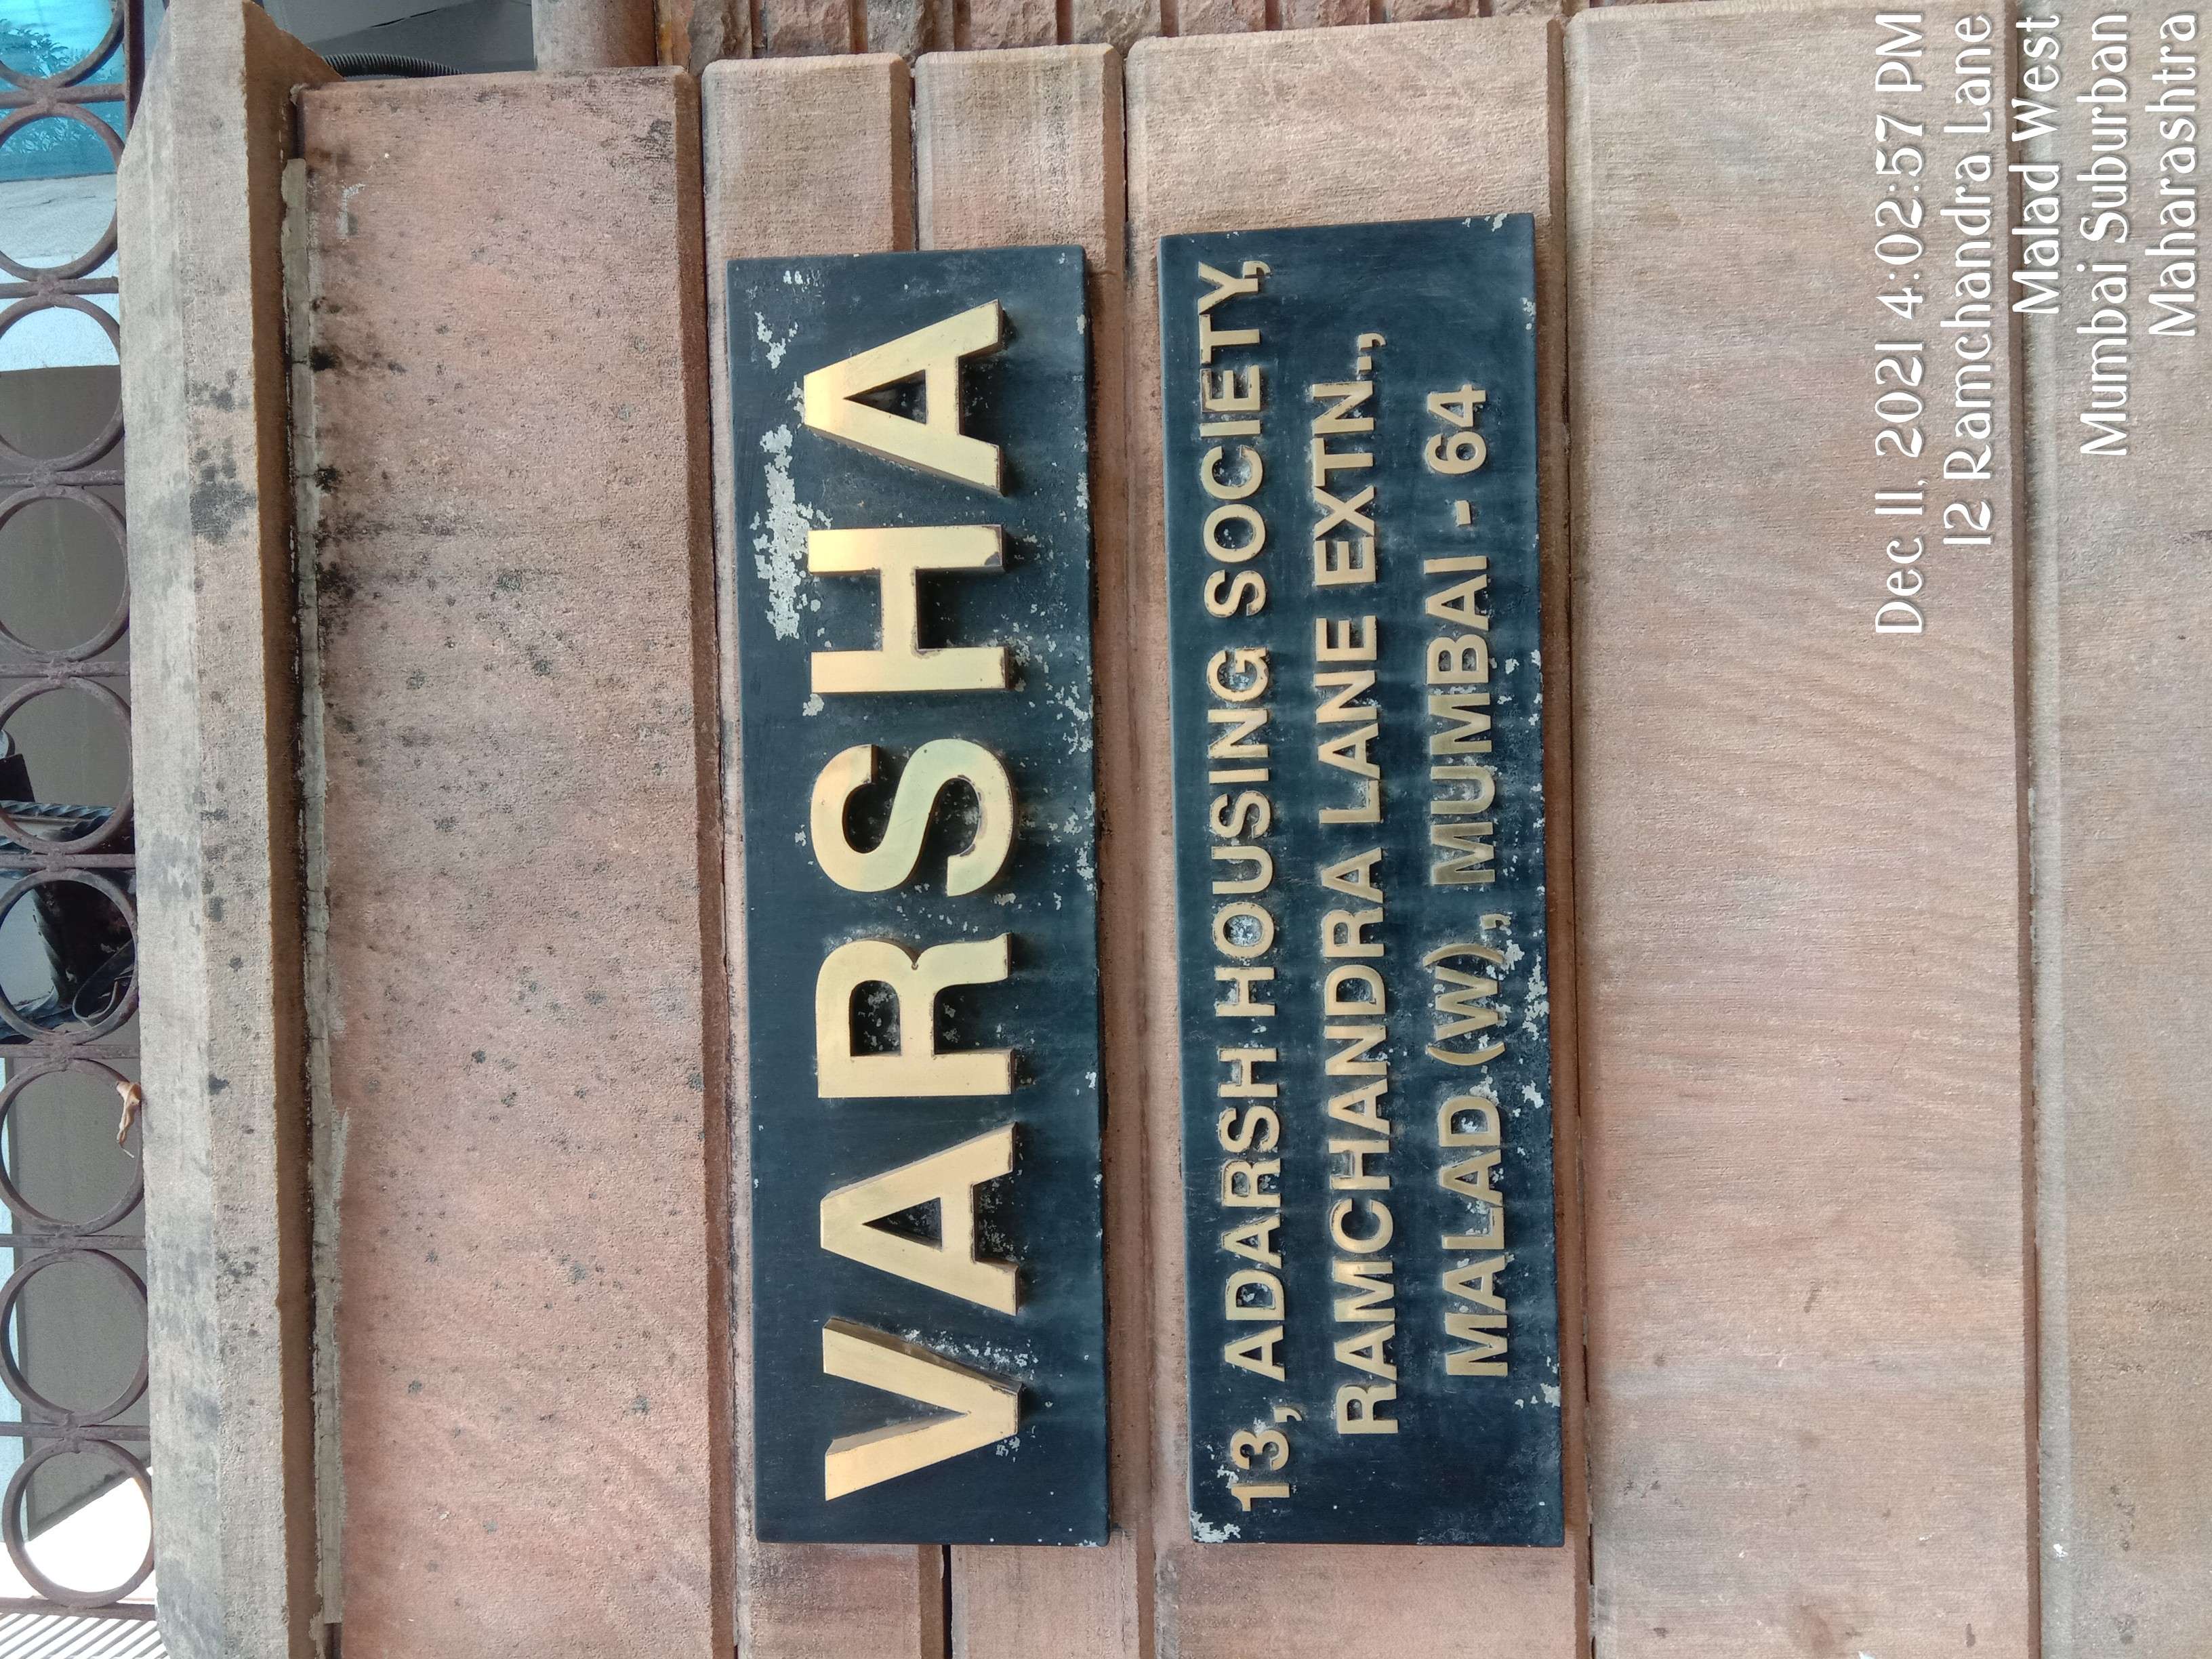 VARSHA
13, ADARSH HOUSING SOCIETY,
RAMCHANDRA LANE EXTN.,
MALAD (W), MUMBAI - 64
Dec 11, 2021 4:02:57 PM
12 Ramchandra Lane
Malad West
Mumbai Suburban
Maharashtra